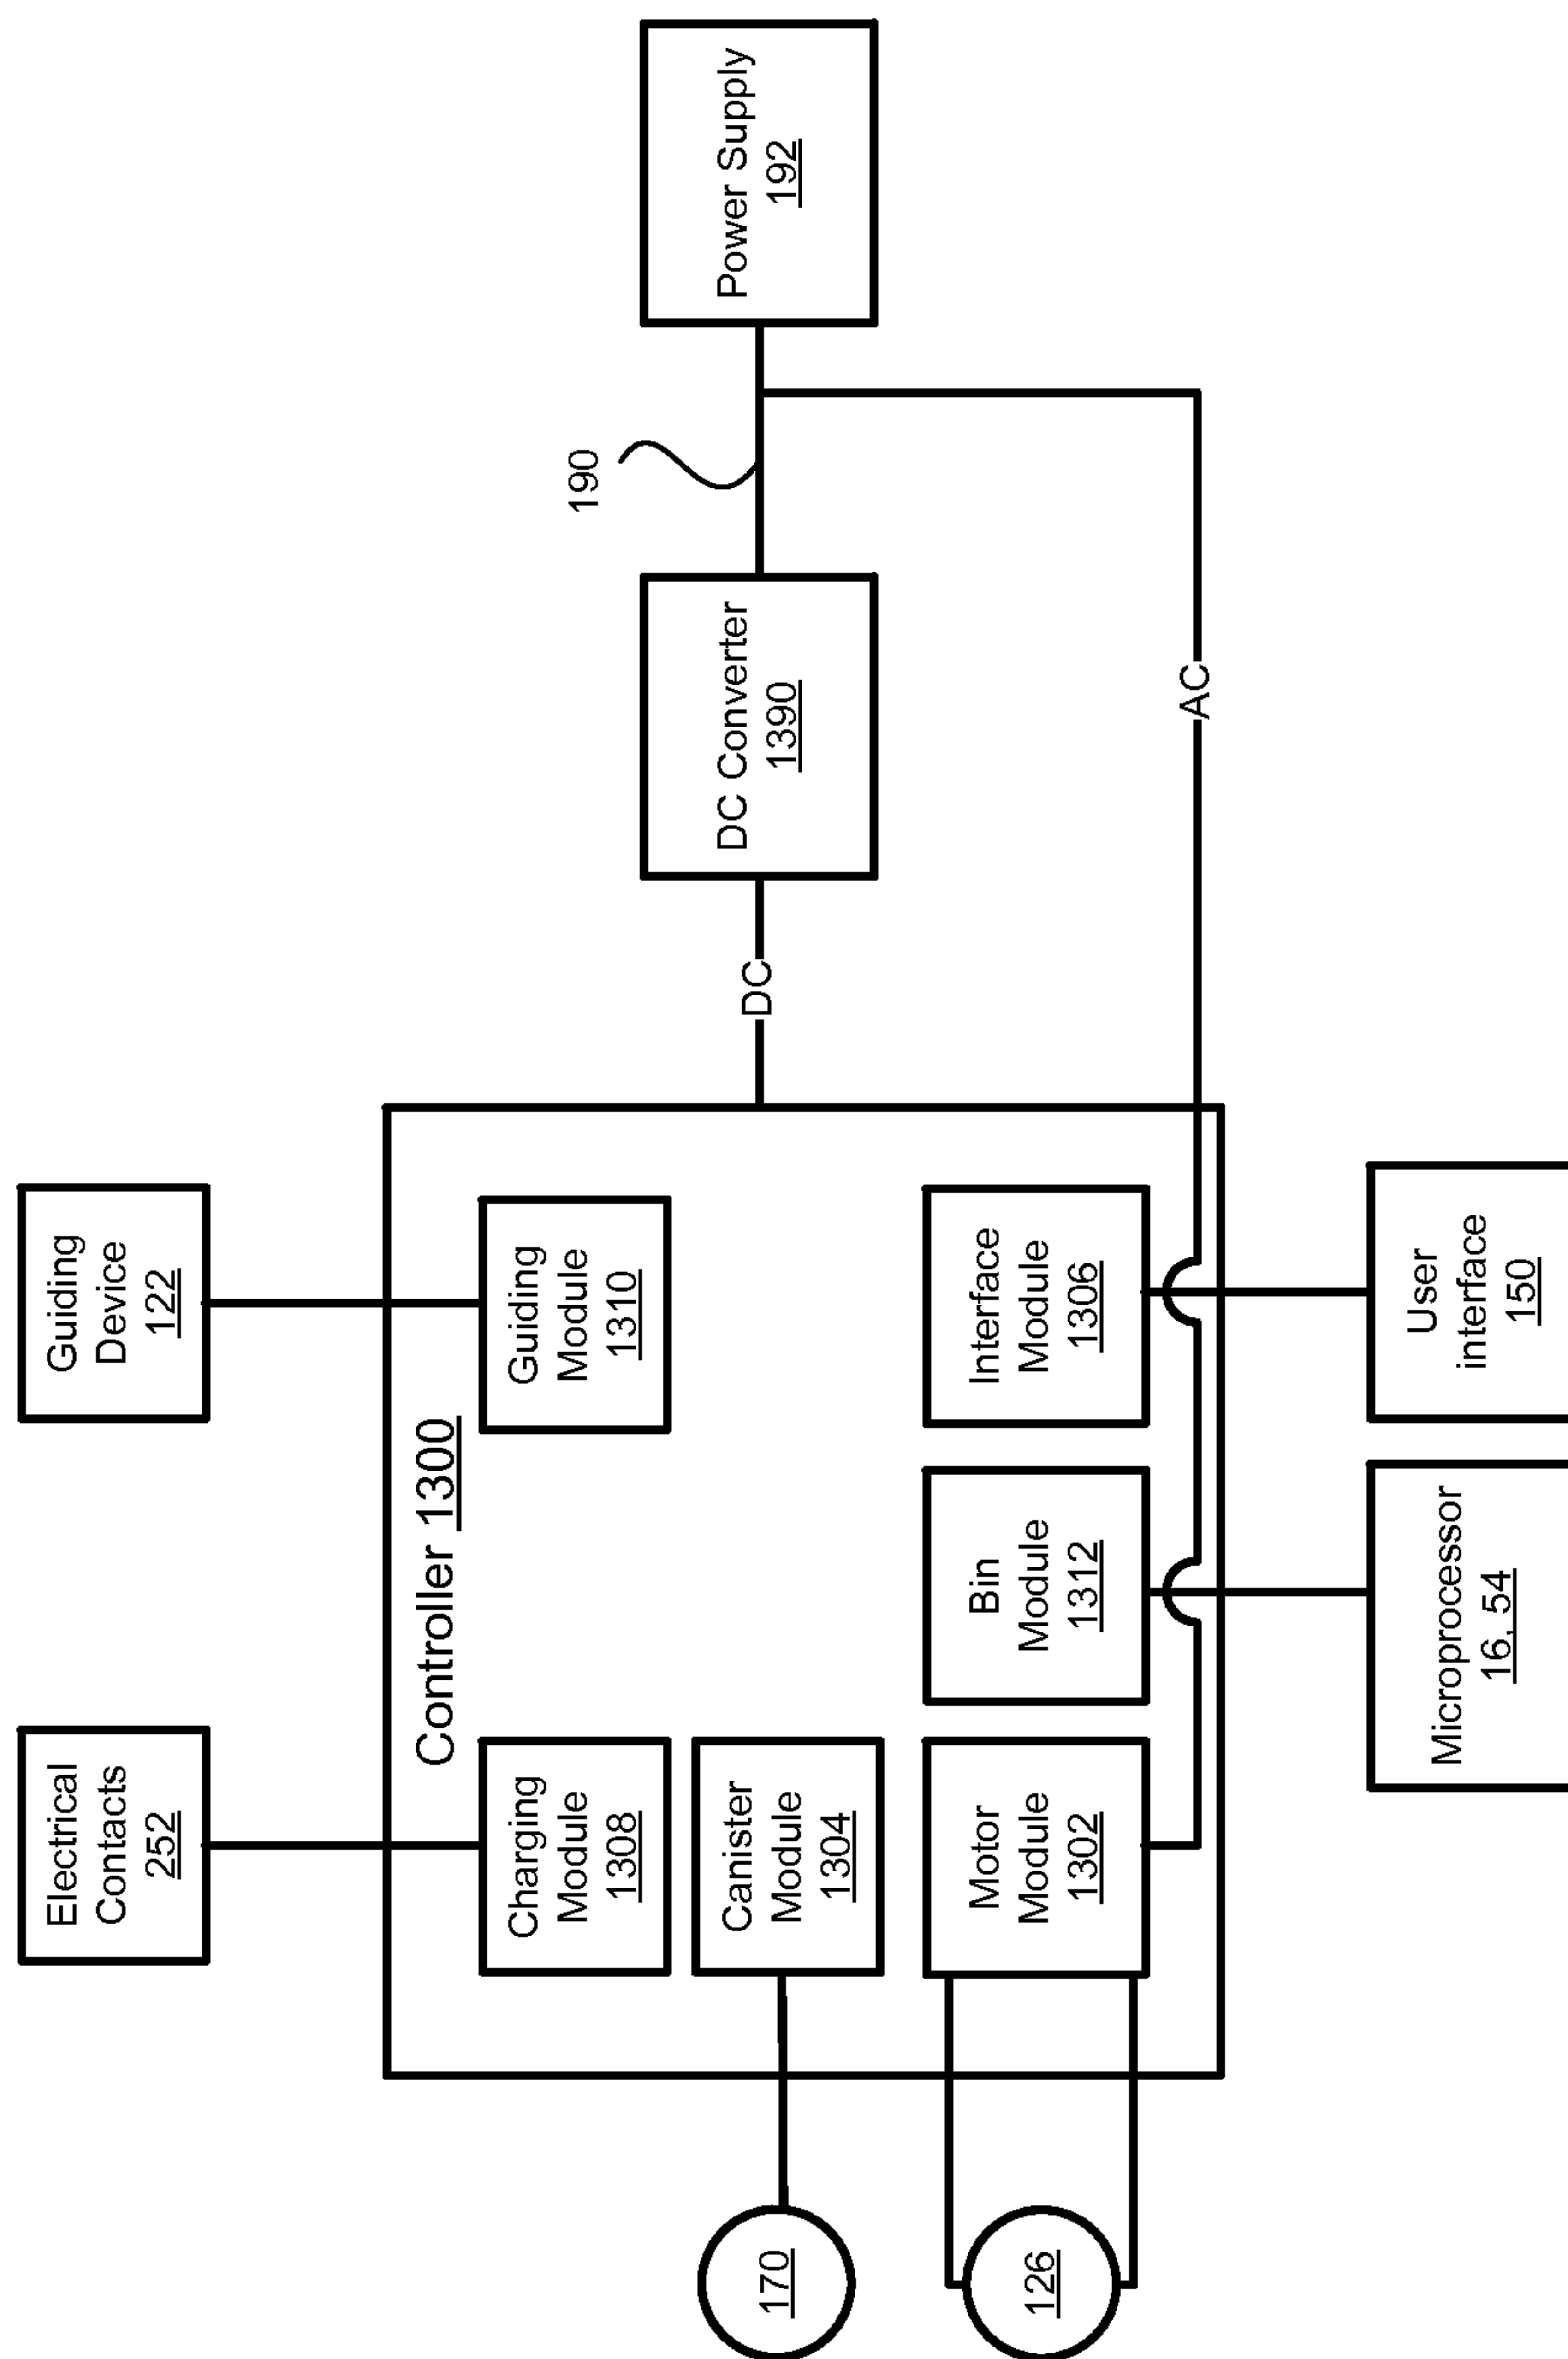 Electrical
Contacts
252
Guiding
Device
122
Controller 1300
Charging
Module
1308
Guiding
Module
1310
170
Canister
Module
1304
DC
DC Converter
1390
190
Power Supply
192
126
Motor
Module
1302
Bin
Module
1312
Interface
Module
1306
AC
Microprocessor
16, 54
User
interface
150